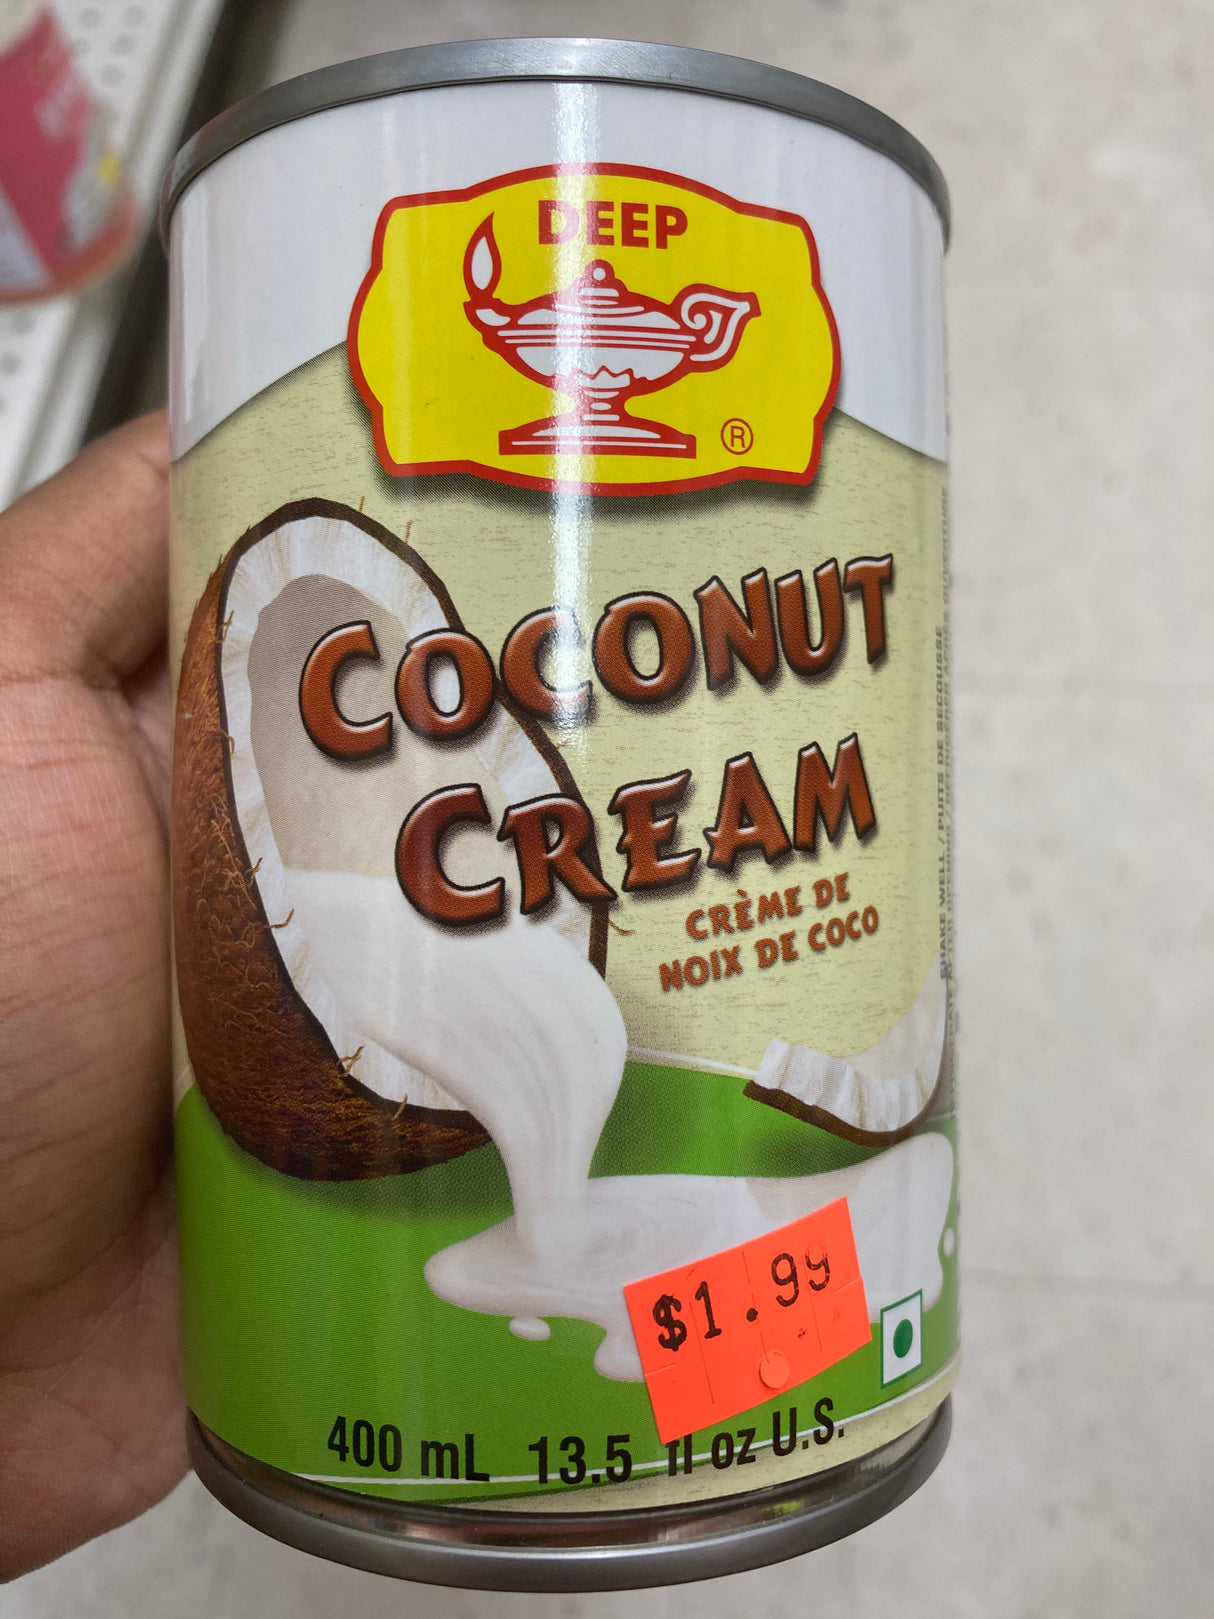 DEEP
®
COCONUT
CREAM
CRÈME DE
NOIX DE COCO
SHAKE WELL / PUITS DE SECOUSSE
$1.99
400 mL 13.5 fl oz U.S.